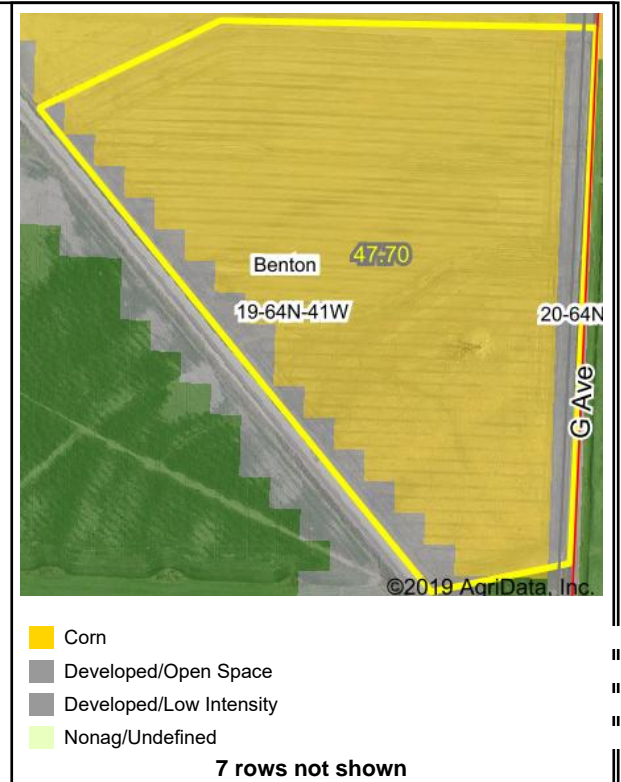 Benton
47-70
19-64N-41W
20-64N
G Ave
©2019 AgriData, Inc.
Corn
Developed/Open Space
Developed/Low Intensity
Nonag/Undefined
7 rows not shown